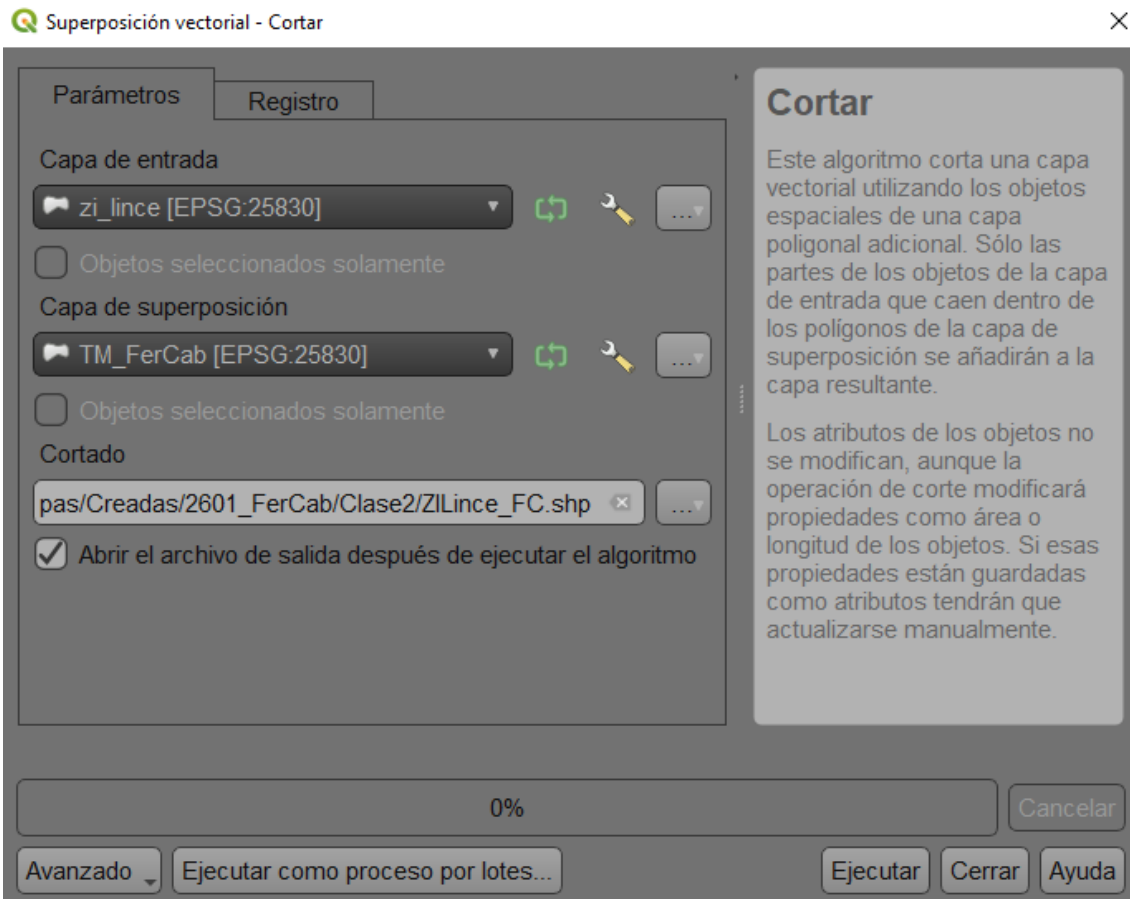 Superposición vectorial - Cortar
Parámetros
Registro
Capa de entrada
zi_lince [EPSG:25830]
...
Objetos seleccionados solamente
Capa de superposición
TM_FerCab [EPSG:25830]
...
Objetos seleccionados solamente
Cortado
pas/Creadas/2601_FerCab/Clase2/ZILince_FC.shp
...
Abrir el archivo de salida después de ejecutar el algoritmo
Cortar
Este algoritmo corta una capa
vectorial utilizando los objetos
espaciales de una capa
poligonal adicional. Sólo las
partes de los objetos de la capa
de entrada que caen dentro de
los polígonos de la capa de
superposición se añadirán a la
capa resultante.
Los atributos de los objetos no
se modifican, aunque la
operación de corte modificará
propiedades como área o
longitud de los objetos. Si esas
propiedades están guardadas
como atributos tendrán que
actualizarse manualmente.
0%
Cancelar
Avanzado
Ejecutar como proceso por lotes...
Ejecutar
Cerrar
Ayuda